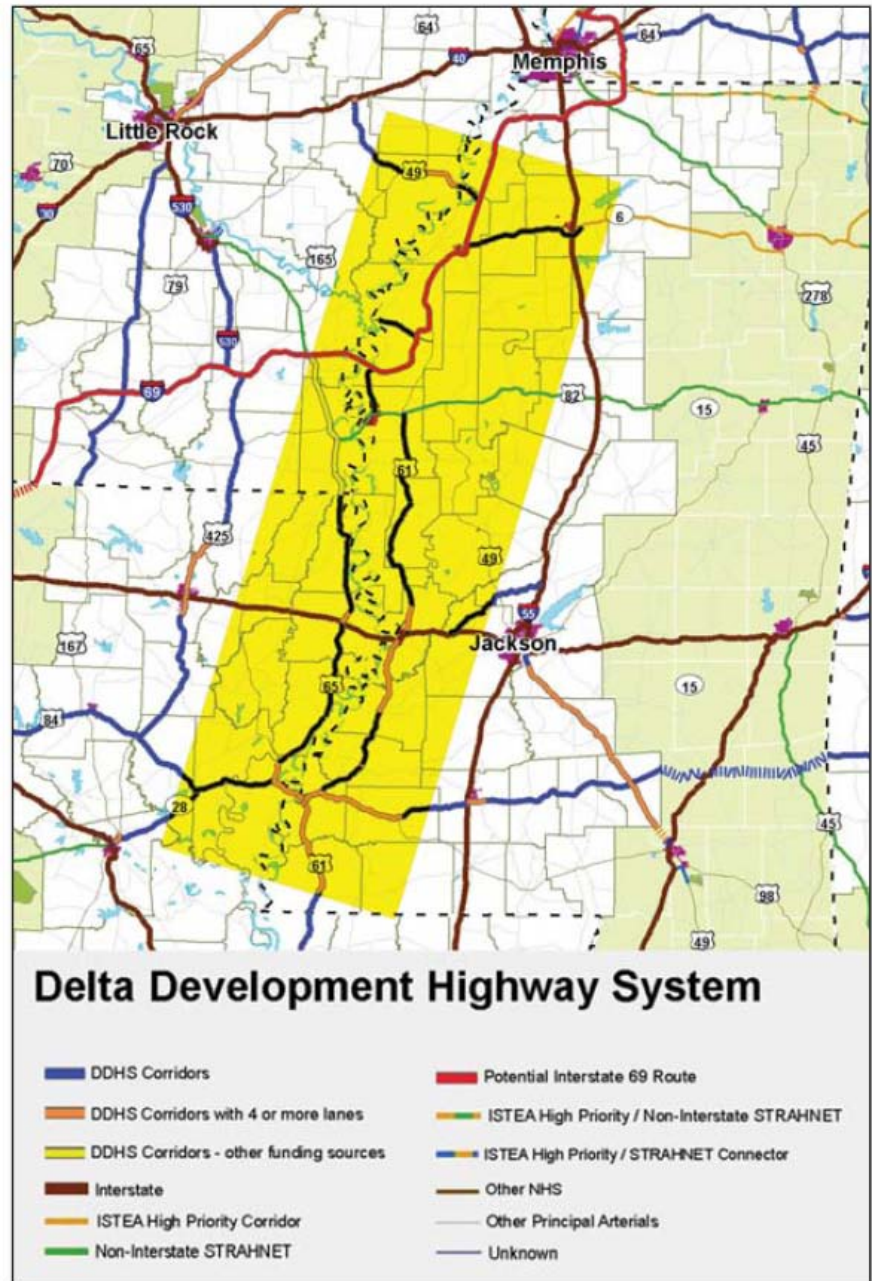 65
64
64
40
Memphis
Little Rock
70
49
30
530
6
165
79
278
530
69
82
15
61
45
425
49
55
Jackson
167
65
15
84
28
45
61
98
49
Delta Development Highway System
DDHS Corridors
DDHS Corridors with 4 or more lanes
DDHS Corridors - other funding sources
Interstate
ISTEA High Priority Corridor
Non-Interstate STRAHNET
Potential Interstate 69 Route
ISTEA High Priority / Non-Interstate STRAHNET
ISTEA High Priority / STRAHNET Connector
Other NHS
Other Principal Arterials
Unknown